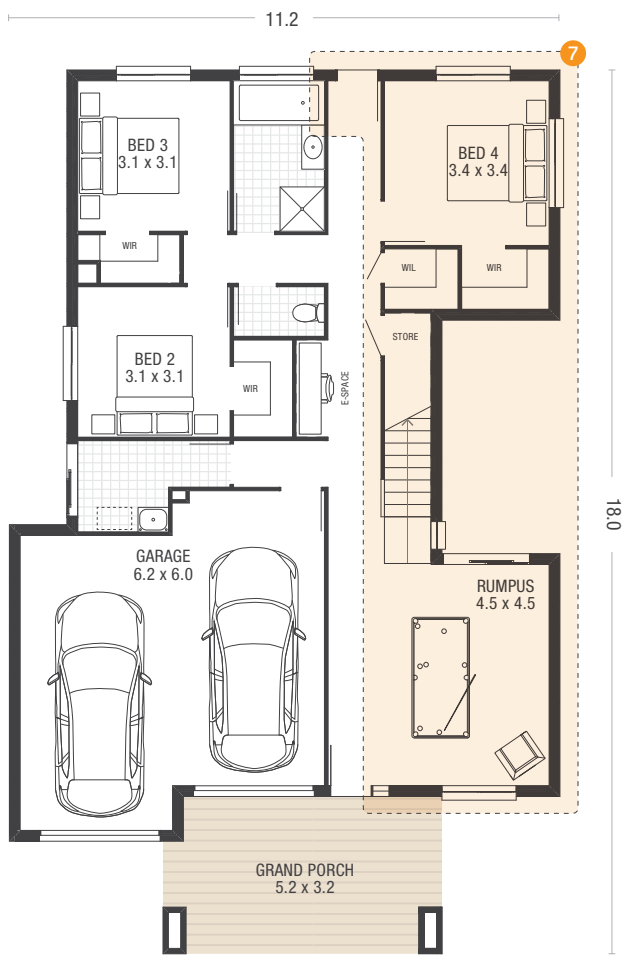 11.2
7
BED 3
3.1 x 3.1
BED 4
3.4 x 3.4
WIR
WIL
WIR
STORE
BED 2
3.1 x 3.1
WIR
E-SPACE
18.0
GARAGE
6.2 x 6.0
RUMPUS
4.5 x 4.5
GRAND PORCH
5.2 x 3.2